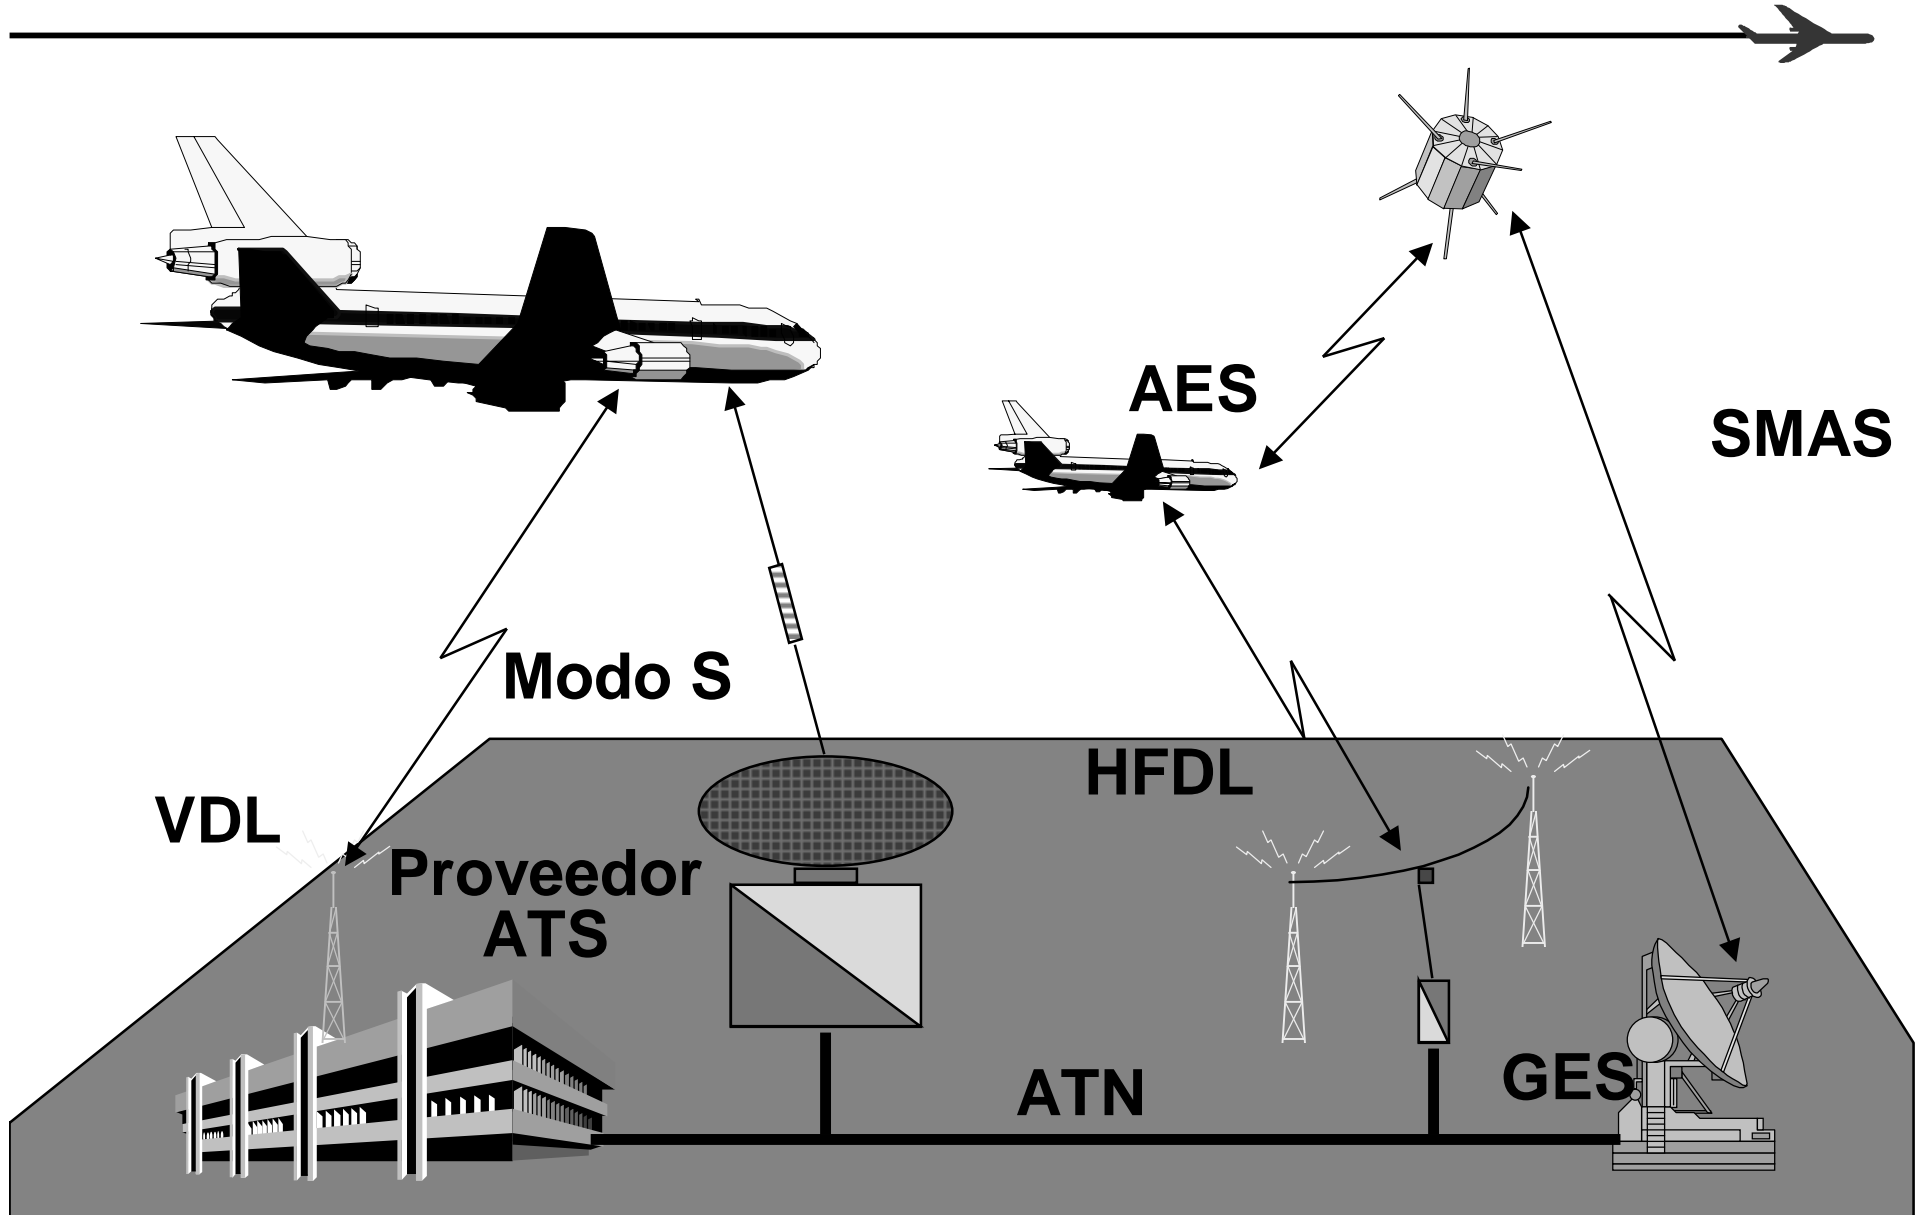 AES
SMAS
Modo S
HFDL
VDL
Proveedor
ATS
GES
ATN